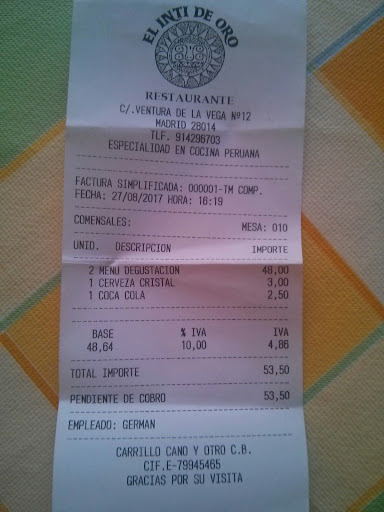 EL INTI DE ORO
RESTAURANTE
C/.VENTURA DE LA VEGA Nº12
MADRID 28014
TLF. 914296703
ESPECIALIDAD EN COCINA PERUANA
FACTURA SIMPLIFICADA: 000001-TM COMP.
FECHA: 27/08/2017 HORA: 16:19
COMENSALES: MESA: 010
UNID. DESCRIPCION IMPORTE
2 MENU DEGUSTACION 48,00
1 CERVEZA CRISTAL 3,00
1 COCA COLA 2,50
BASE % IVA IVA
48,64 10,00 4,86
TOTAL IMPORTE 53,50
PENDIENTE DE COBRO 53,50
EMPLEADO: GERMAN
CARRILLO CANO Y OTRO C.B.
CIF.E-79945465
GRACIAS POR SU VISITA